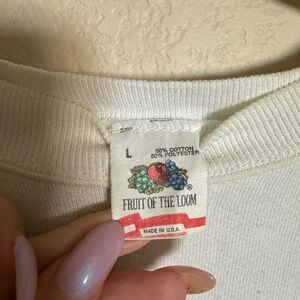 L
50% COTTON
50% POLYESTER
®
FRUIT OF THE LOOM
MADE IN U.S.A.